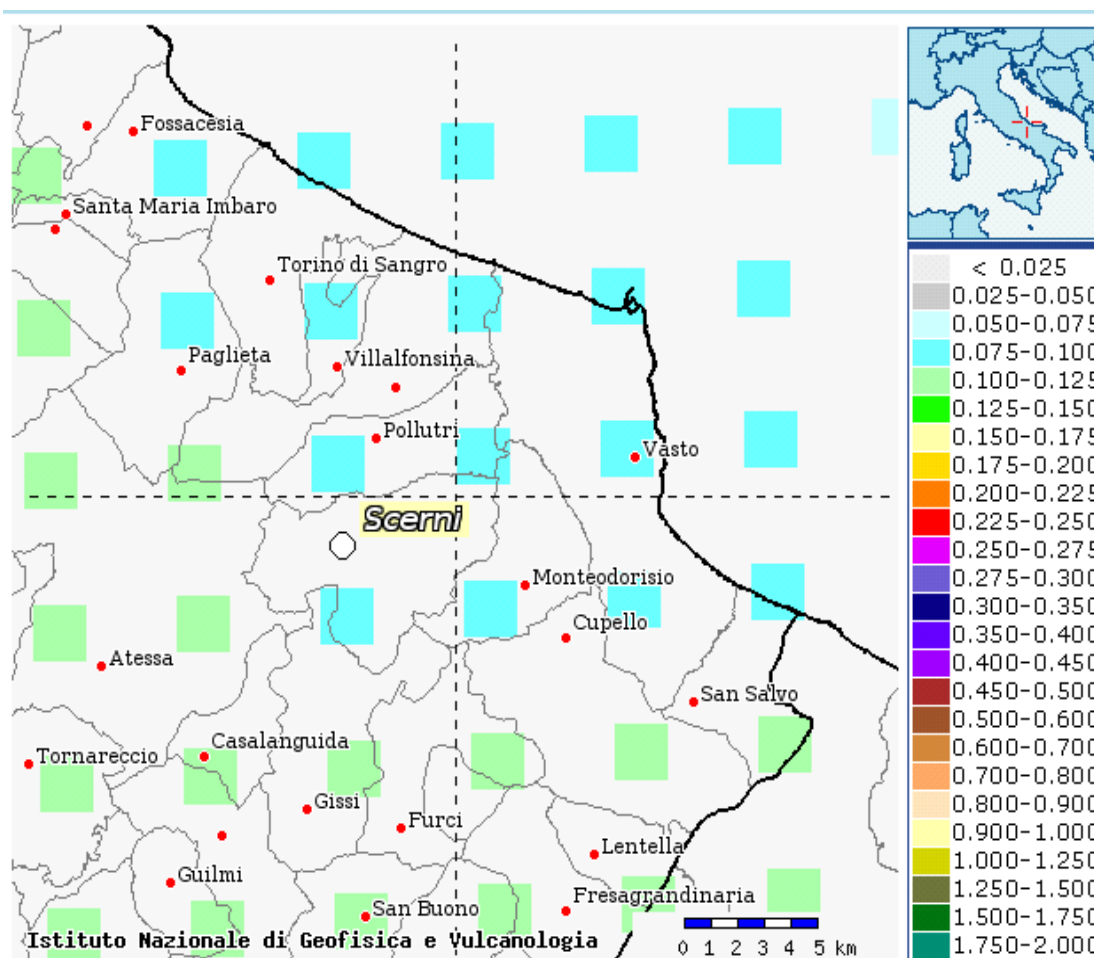 Fossacesia
Santa Maria Imbaro
Torino di Sangro
Paglieta
Villalfonsina
Pollutri
Vasto
Scerni
Monteodorisio
Cupello
Atessa
San Salvo
Casalanguida
Tornareccio
Gissi
Furci
Lentella
Guilmi
Fresagrandinaria
San Buono
Istituto Nazionale di Geofisica e Vulcanologia
0 1 2 3 4 5 km
< 0.025
0.025-0.050
0.050-0.075
0.075-0.100
0.100-0.125
0.125-0.150
0.150-0.175
0.175-0.200
0.200-0.225
0.225-0.250
0.250-0.275
0.275-0.300
0.300-0.350
0.350-0.400
0.400-0.450
0.450-0.500
0.500-0.600
0.600-0.700
0.700-0.800
0.800-0.900
0.900-1.000
1.000-1.250
1.250-1.500
1.500-1.750
1.750-2.000